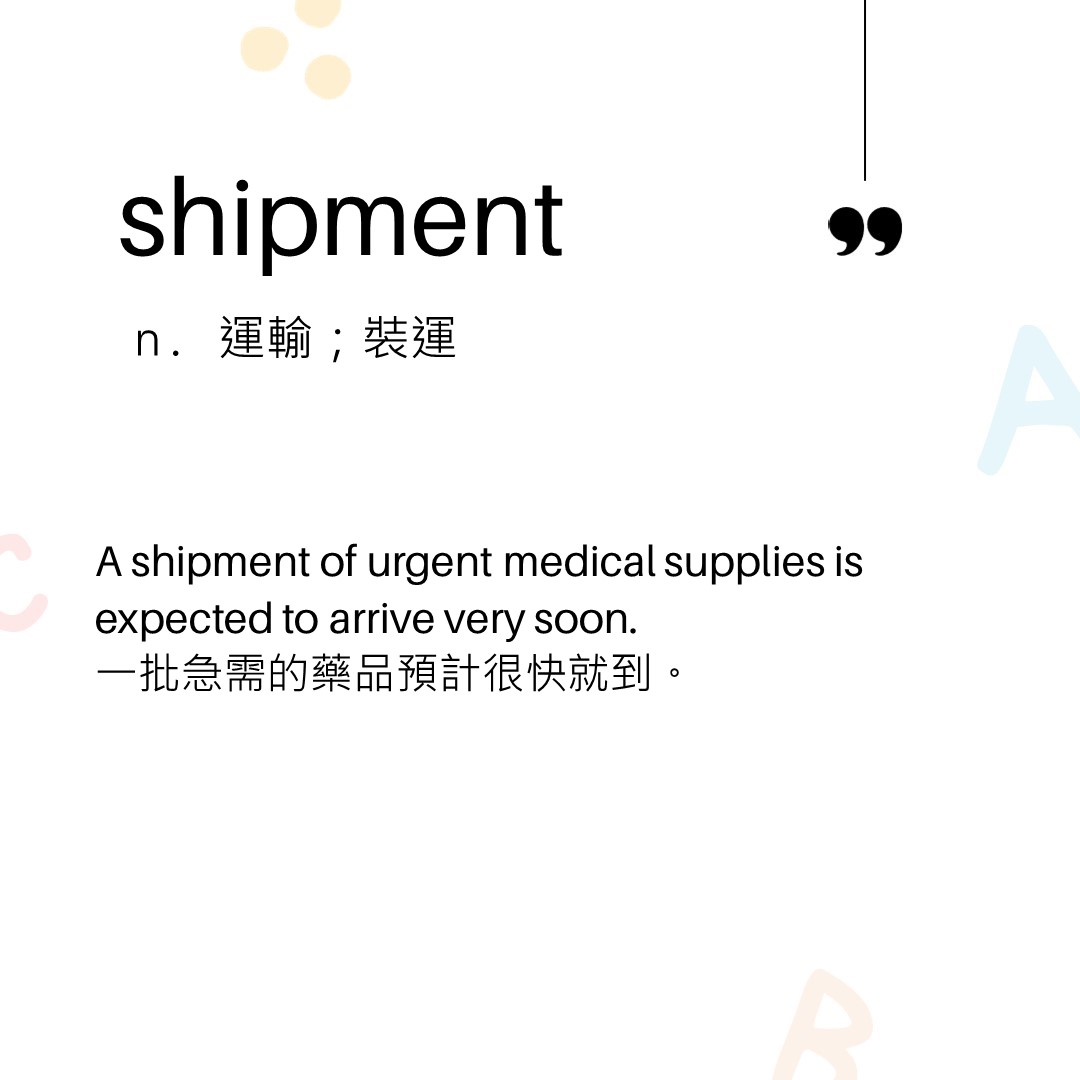 shipment
”
n. 運輸；裝運
A shipment of urgent medical supplies is
expected to arrive very soon.
一批急需的藥品預計很快就到。
A
C
B